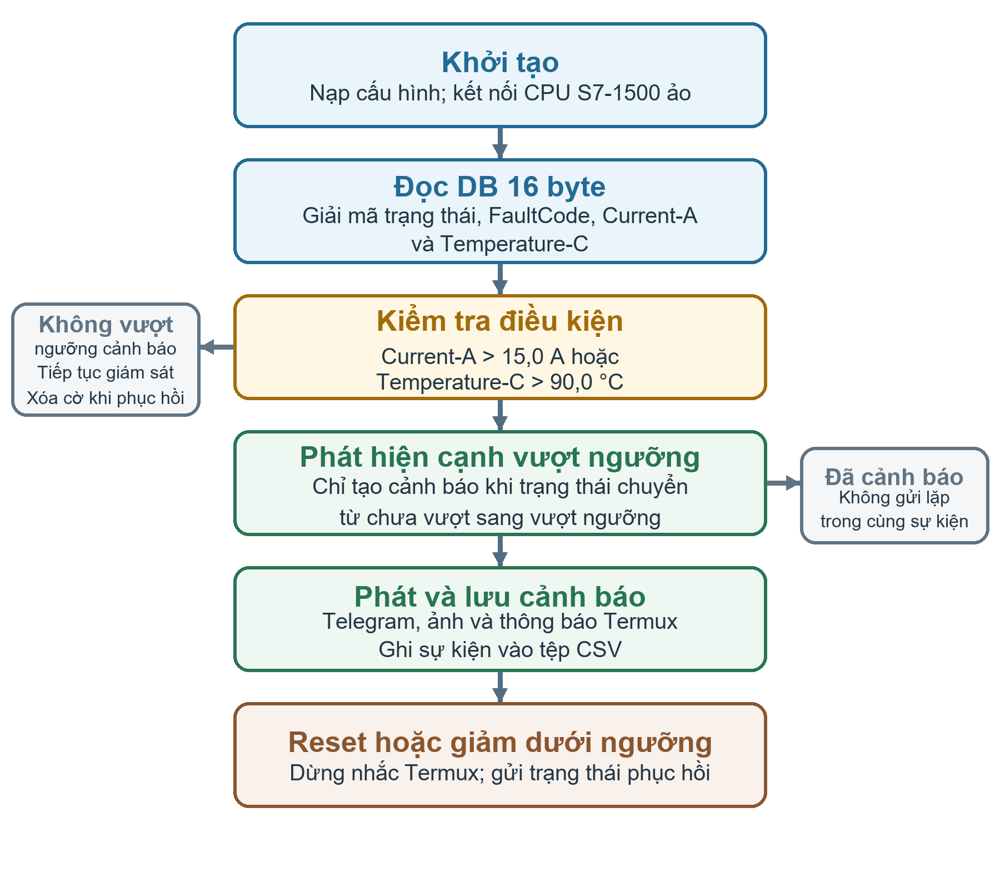 Khởi tạo
Nạp cấu hình; kết nối CPU S7-1500 ảo
Đọc DB 16 byte
Giải mã trạng thái, FaultCode, Current-A
và Temperature-C
Kiểm tra điều kiện
Current-A > 15,0 A hoặc
Temperature-C > 90,0 °C
Không vượt
ngưỡng cảnh báo
Tiếp tục giám sát
Xóa cờ khi phục hồi
Phát hiện cạnh vượt ngưỡng
Chỉ tạo cảnh báo khi trạng thái chuyển
từ chưa vượt sang vượt ngưỡng
Đã cảnh báo
Không gửi lặp
trong cùng sự kiện
Phát và lưu cảnh báo
Telegram, ảnh và thông báo Termux
Ghi sự kiện vào tệp CSV
Reset hoặc giảm dưới ngưỡng
Dừng nhắc Termux; gửi trạng thái phục hồi